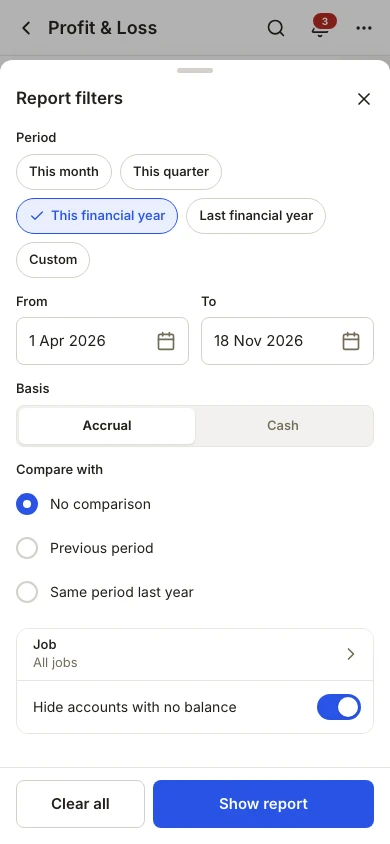 Profit & Loss
3
Report filters
Period
This month
This quarter
This financial year
Last financial year
Custom
From
To
1 Apr 2026
18 Nov 2026
Basis
Accrual
Cash
Compare with
No comparison
Previous period
Same period last year
Job
All jobs
Hide accounts with no balance
Clear all
Show report